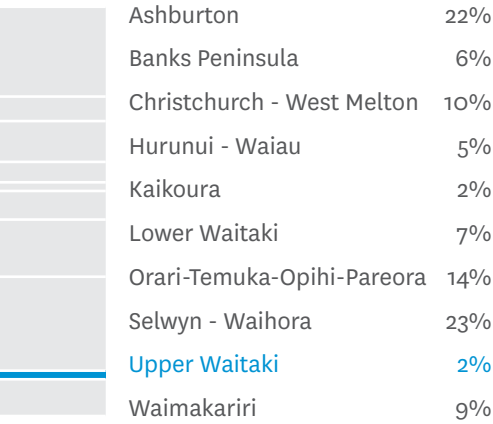 Ashburton 22%
Banks Peninsula 6%
Christchurch - West Melton 10%
Hurunui - Waiau 5%
Kaikoura 2%
Lower Waitaki 7%
Orari-Temuka-Opihi-Pareora 14%
Selwyn - Waihora 23%
Upper Waitaki 2%
Waimakariri 9%